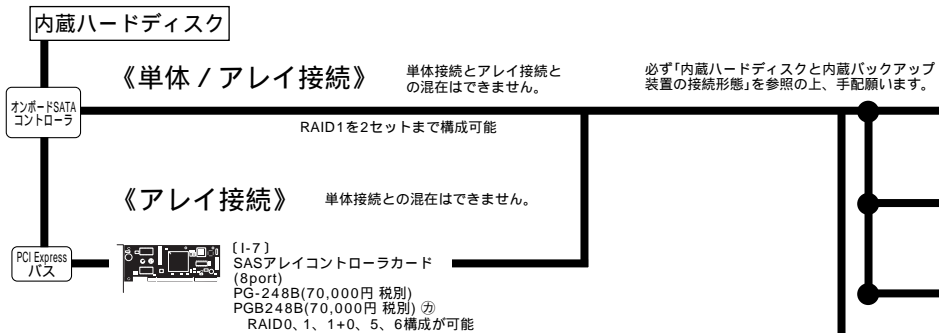 内蔵ハードディスク
《単体 / アレイ接続》
単体接続とアレイ接続と
の混在はできません。
必ず「内蔵ハードディスクと内蔵バックアップ
装置の接続形態」を参照の上、手配願います。
オンボードSATA
コントローラ
RAID1を2セットまで構成可能
《アレイ接続》
単体接続との混在はできません。
PCI Express
バス
〔I-7〕
SASアレイコントローラカード
(8port)
PG-248B(70,000円 税別)
PGB248B(70,000円 税別) ㋕
RAID0、1、1+0、5、6構成が可能